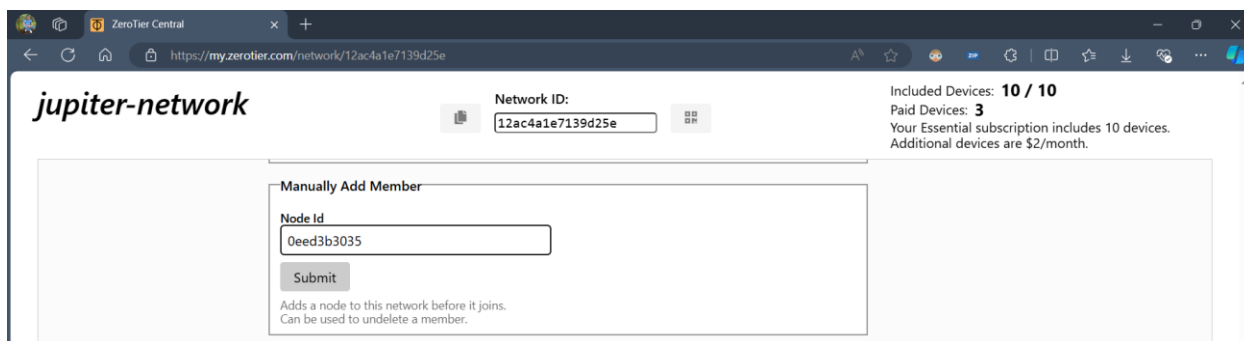 ZeroTier Central
https://my.zerotier.com/network/12ac4a1e7139d25e
jupiter-network
Network ID:
12ac4a1e7139d25e
Included Devices: 10 / 10
Paid Devices: 3
Your Essential subscription includes 10 devices.
Additional devices are $2/month.
Manually Add Member
Node Id
0eed3b3035
Submit
Adds a node to this network before it joins.
Can be used to undelete a member.